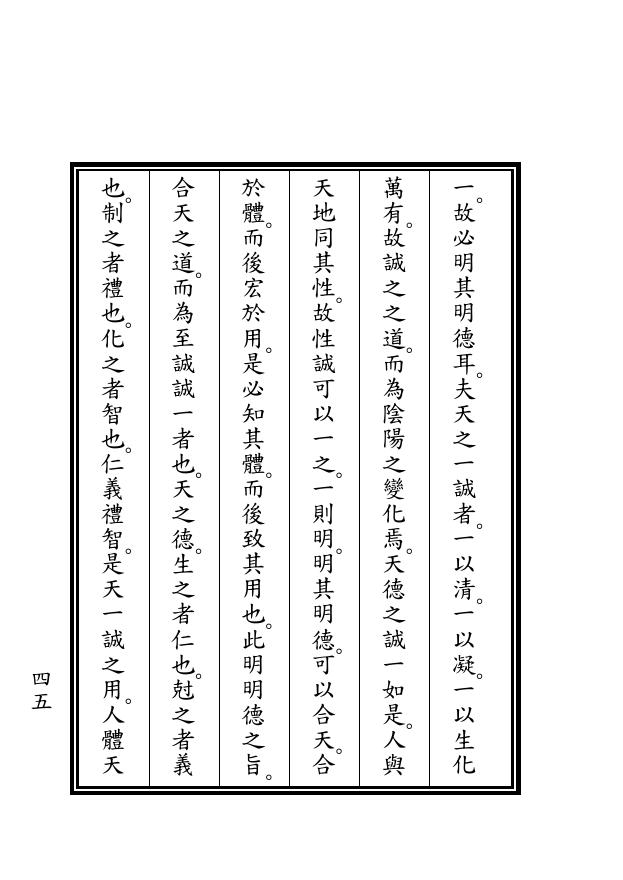 一。故必明其明德耳。夫天之一誠者。一以清。一以凝。一以生化
萬有。故誠之之道。而為陰陽之變化焉。天德之誠一如是。人與
天地同其性。故性誠可以一之。一則明。明其明德。可以合天。合
於體。而後宏於用。是必知其體。而後致其用也。此明明德之旨。
合天之道。而為至誠誠一者也。天之德。生之者仁也。尅之者義
也。制之者禮也。化之者智也。仁義禮智。是天一誠之用。人體天
四五